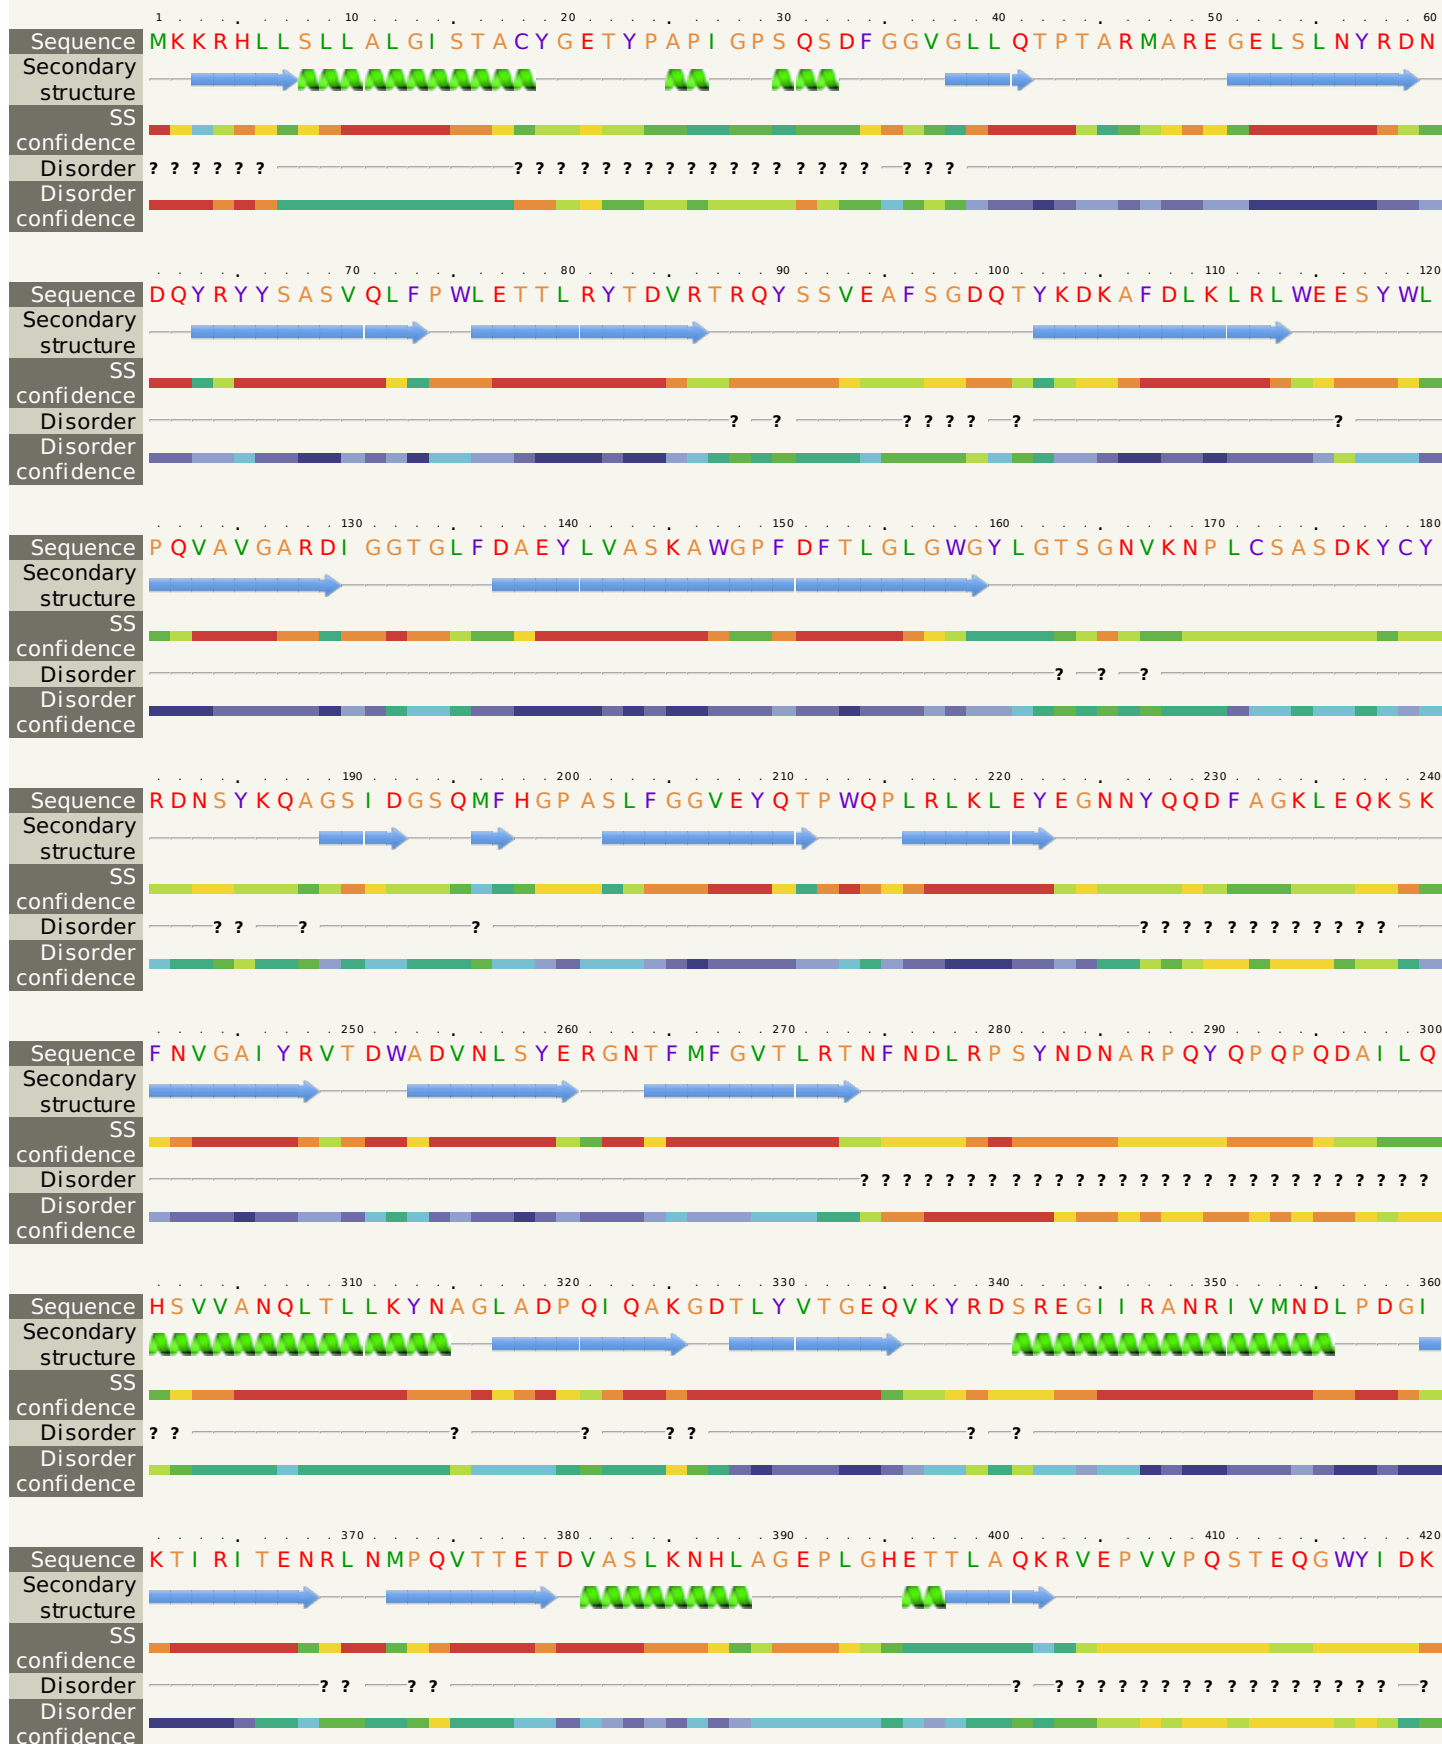 1 . . . . 10 . . . . 20 . . . . 30 . . . . 40 . . . . 50 . . . . 60
Sequence MKKRHLLSLLALGISTACYGETYPAPIGPSQSDFGGVGLLQTPTARMAREGELSLNYRDN
Secondary
structure
SS
confidence
Disorder ? ? ? ? ? ? ? ? ? ? ? ? ? ? ? ? ? ? ? ? ? ? ? ? ? ? ?
Disorder
confidence
70 80 90 100 110 120
Sequence DQYRYYSASVQLFPWLETTLRYTDVRTRQYSSVEAFSGDQTYKDKAFDLKLRLWEESYWL
Secondary
structure
SS
confidence
Disorder ? ? ? ? ? ? ? ?
Disorder
confidence
130 140 150 160 170 180
Sequence PQVAVGARDIGGTGLFDAEYLVASKAWGPFDFTLGLGWGYLGTSGNVKNPLCSASDKYCY
Secondary
structure
SS
confidence
Disorder ? ? ?
Disorder
confidence
190 200 210 220 230 240
Sequence RDNSYKQAGSIDGSQMFHGPASLFGGVEYQTPWQPLRLKLEYEGNNYQQDFAGKLEQKSK
Secondary
structure
SS
confidence
Disorder ? ? ? ? ? ? ? ? ? ? ? ? ? ? ? ?
Disorder
confidence
250 260 270 280 290 300
Sequence FNVGAIYRVTDWADVNLSYERGNTFMFGVTLRTNFNDLRPSYNDNARPQYQPQPQDAILQ
Secondary
structure
SS
confidence
Disorder ? ? ? ? ? ? ? ? ? ? ? ? ? ? ? ? ? ? ? ? ? ? ? ? ? ? ?
Disorder
confidence
310 320 330 340 350 360
Sequence HSVVANQLTLLKYNAGLADPQIQAKGDTLYVTGEQVKYRDSREGIIRANRIVMNDLPDGI
Secondary
structure
SS
confidence
Disorder ? ? ? ? ? ? ? ?
Disorder
confidence
370 380 390 400 410 420
Sequence KTIRITENRLNMPQVTTETDVASLKNHLAGEPLGHETTLAQKRVEPVVPQSTEQGWYIDK
Secondary
structure
SS
confidence
Disorder ? ? ? ? ? ? ? ? ? ? ? ? ? ? ? ? ? ? ? ? ? ?
Disorder
confidence